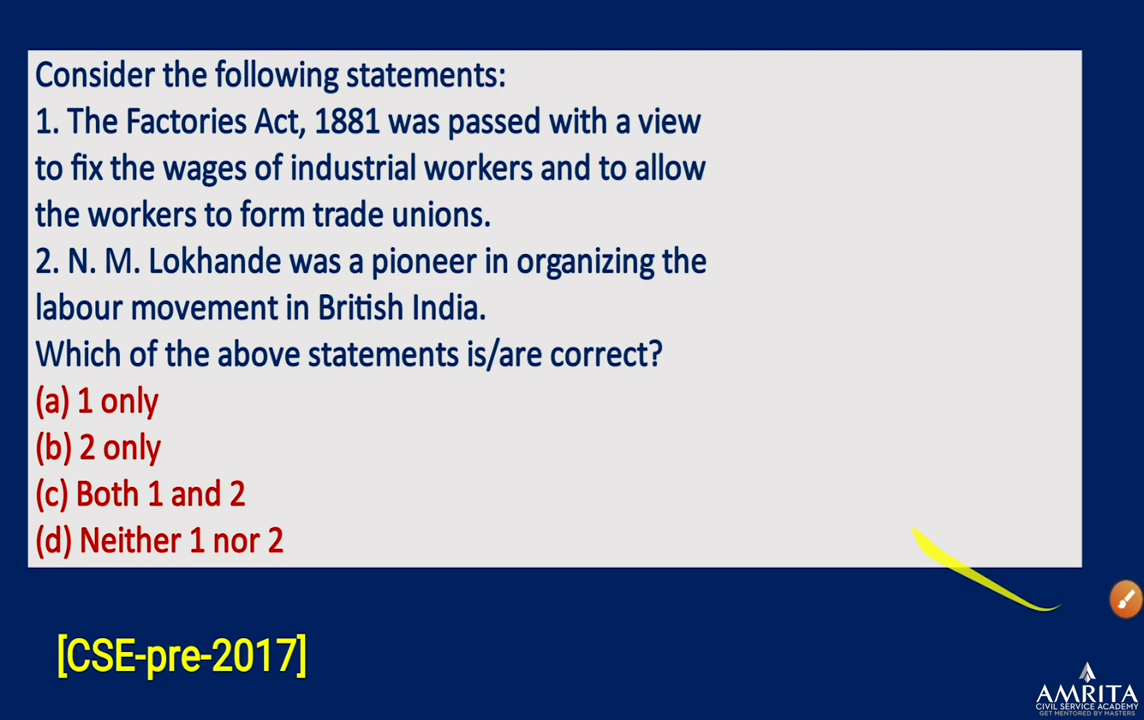 Consider the following statements:
1. The Factories Act, 1881 was passed with a view
to fix the wages of industrial workers and to allow
the workers to form trade unions.
2. N. M. Lokhande was a pioneer in organizing the
labour movement in British India.
Which of the above statements is/are correct?
(a) 1 only
(b) 2 only
(c) Both 1 and 2
(d) Neither 1 nor 2
[CSE-pre-2017]
AMRITA
CIVIL SERVICE ACADEMY
GET MENTORED BY MASTERS